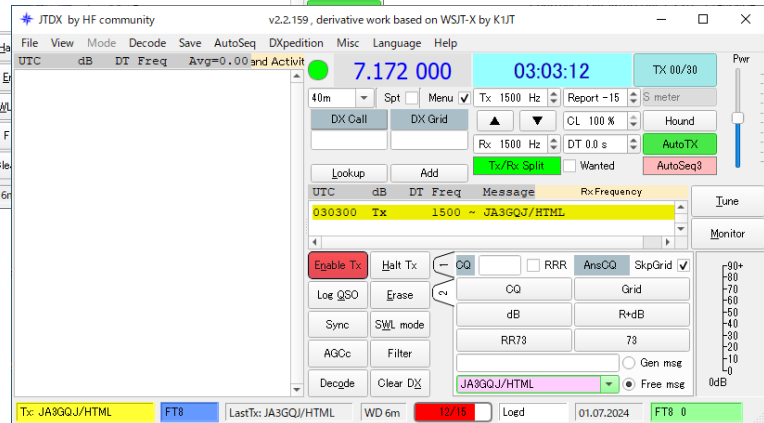 JTDX by HF community v2.2.159 , derivative work based on WSJT-X by K1JT
File View Mode Decode Save AutoSeq DXpedition Misc Language Help
UTC dB DT Freq Avg=0.00 and Activit
7.172 000
03:03:12
TX 00/30
Pwr
40m Spt Menu Tx 1500 Hz Report -15 S meter
DX Call DX Grid CL 100 % Hound
Rx 1500 Hz DT 0.0 s AutoTX
Lookup Add Tx/Rx Split Wanted AutoSeq3
UTC dB DT Freq Message RxFrequency
Tune
030300 Tx 1500 ~ JA3GQJ/HTML
Monitor
Enable Tx Halt Tx 1 CQ RRR AnsCQ SkpGrid
Log QSO Erase 2 CQ Grid
Sync SWL mode dB R+dB
AGCc Filter RR73 73
Gen msg
Decode Clear DX JA3GQJ/HTML Free msg
90+
80
70
60
50
40
30
20
10
0
0dB
Tx: JA3GQJ/HTML FT8 LastTx: JA3GQJ/HTML WD 6m 12/15 Logd 01.07.2024 FT8 0